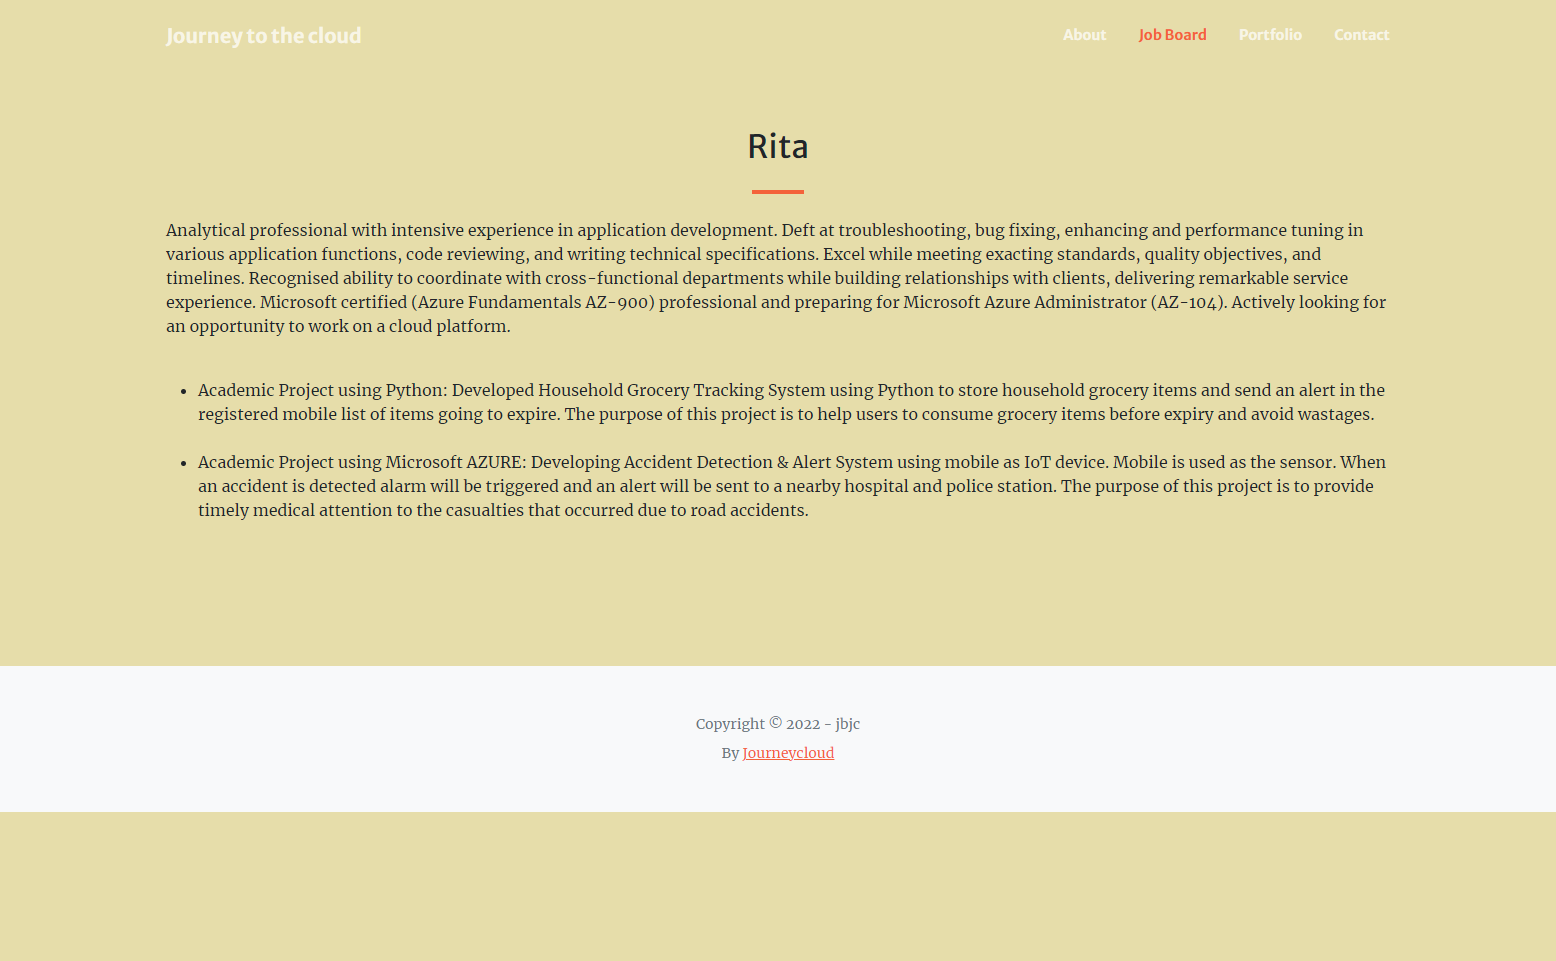 Journey to the cloud
About Job Board Portfolio Contact
Rita
Analytical professional with intensive experience in application development. Deft at troubleshooting, bug fixing, enhancing and performance tuning in
various application functions, code reviewing, and writing technical specifications. Excel while meeting exacting standards, quality objectives, and
timelines. Recognised ability to coordinate with cross-functional departments while building relationships with clients, delivering remarkable service
experience. Microsoft certified (Azure Fundamentals AZ-900) professional and preparing for Microsoft Azure Administrator (AZ-104). Actively looking for
an opportunity to work on a cloud platform.
• Academic Project using Python: Developed Household Grocery Tracking System using Python to store household grocery items and send an alert in the
registered mobile list of items going to expire. The purpose of this project is to help users to consume grocery items before expiry and avoid wastages.
• Academic Project using Microsoft AZURE: Developing Accident Detection & Alert System using mobile as IoT device. Mobile is used as the sensor. When
an accident is detected alarm will be triggered and an alert will be sent to a nearby hospital and police station. The purpose of this project is to provide
timely medical attention to the casualties that occurred due to road accidents.
Copyright © 2022 - jbjc
By Journeycloud